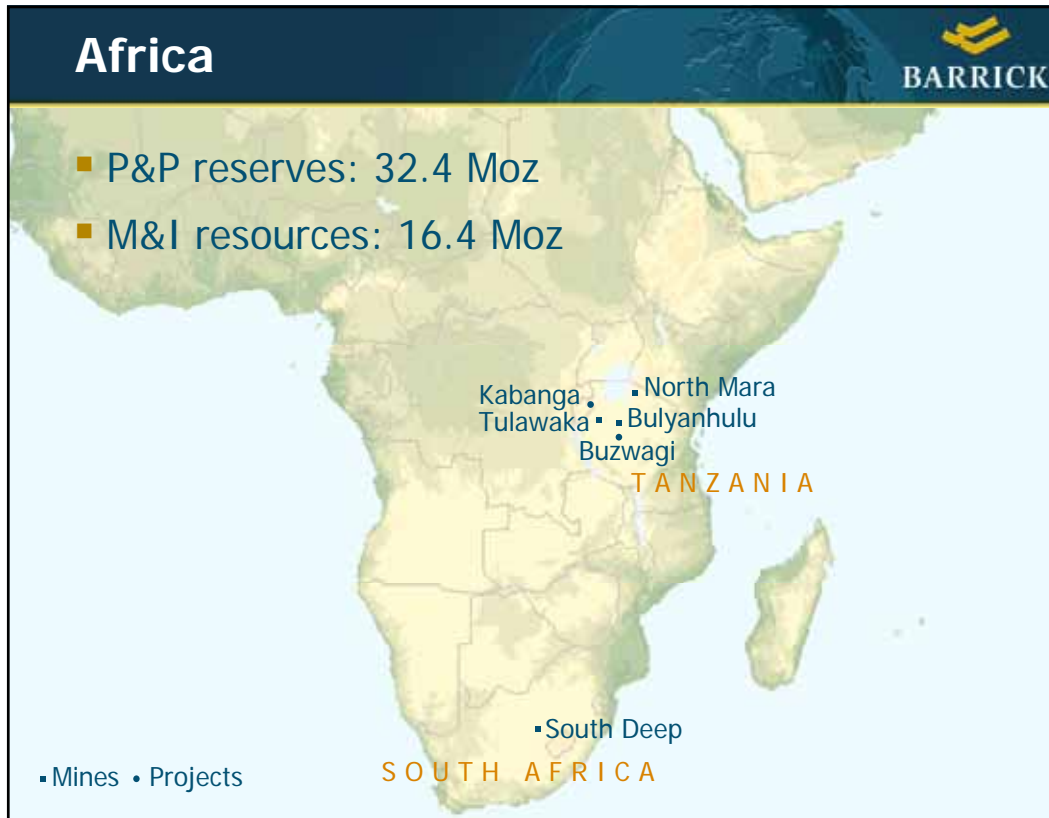 Africa
BARRICK
P&P reserves: 32.4 Moz
M&I resources: 16.4 Moz
North Mara
Kabanga
Tulawaka
Bulyanhulu
Buzwagi
TANZANIA
South Deep
Mines • Projects
SOUTH AFRICA